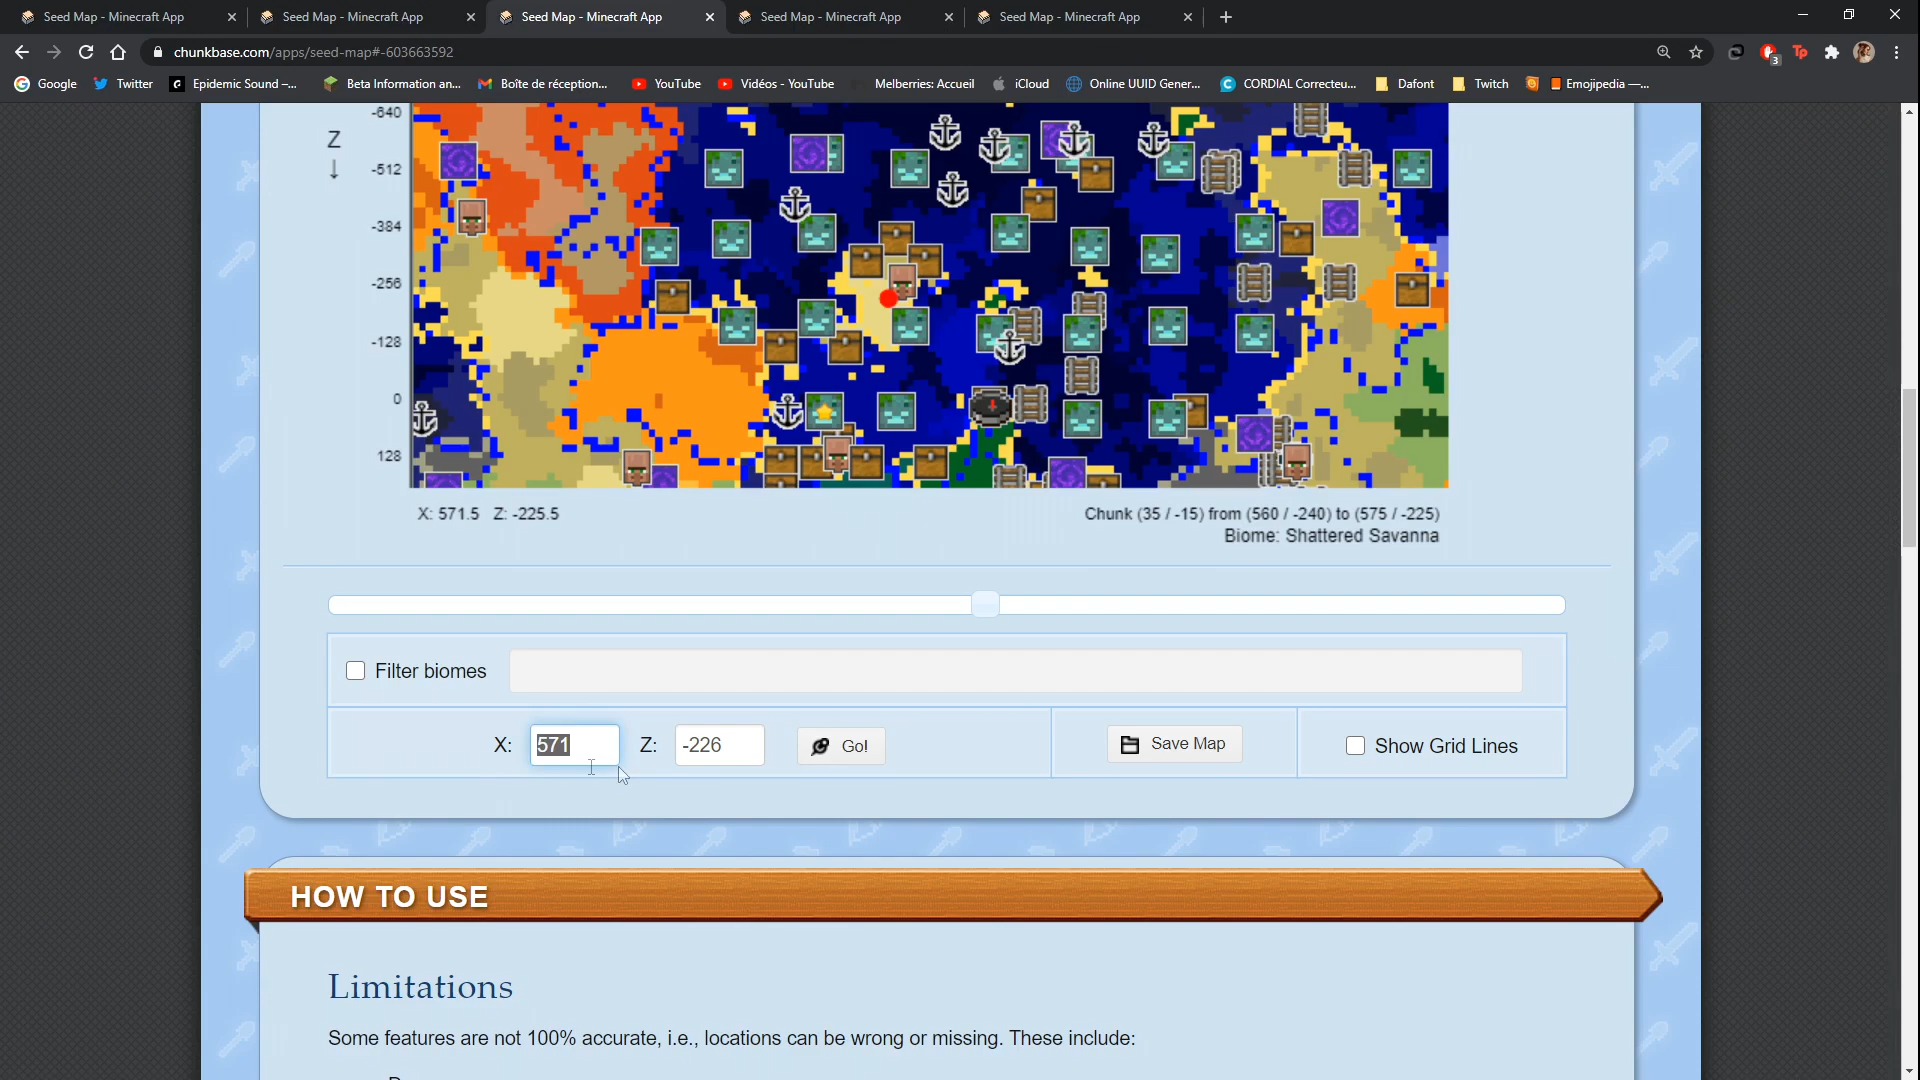 Seed Map - Minecraft App
Seed Map - Minecraft App
Seed Map - Minecraft App
Seed Map - Minecraft App
Seed Map - Minecraft App
chunkbase.com/apps/seed-map#-603663592
3
Google
Twitter
Epidemic Sound –...
Beta Information an...
Boîte de réception...
YouTube
Vidéos - YouTube
Melberries: Accueil
iCloud
Online UUID Gener...
CORDIAL Correcteu...
Dafont
Twitch
Emojipedia —...
-640
Z
↓
-512
-384
-256
-128
0
128
X: 571.5 Z: -225.5
Chunk (35 / -15) from (560 / -240) to (575 / -225)
Biome: Shattered Savanna
Filter biomes
X: 571 Z: -226 Go! Save Map Show Grid Lines
HOW TO USE
Limitations
Some features are not 100% accurate, i.e., locations can be wrong or missing. These include: